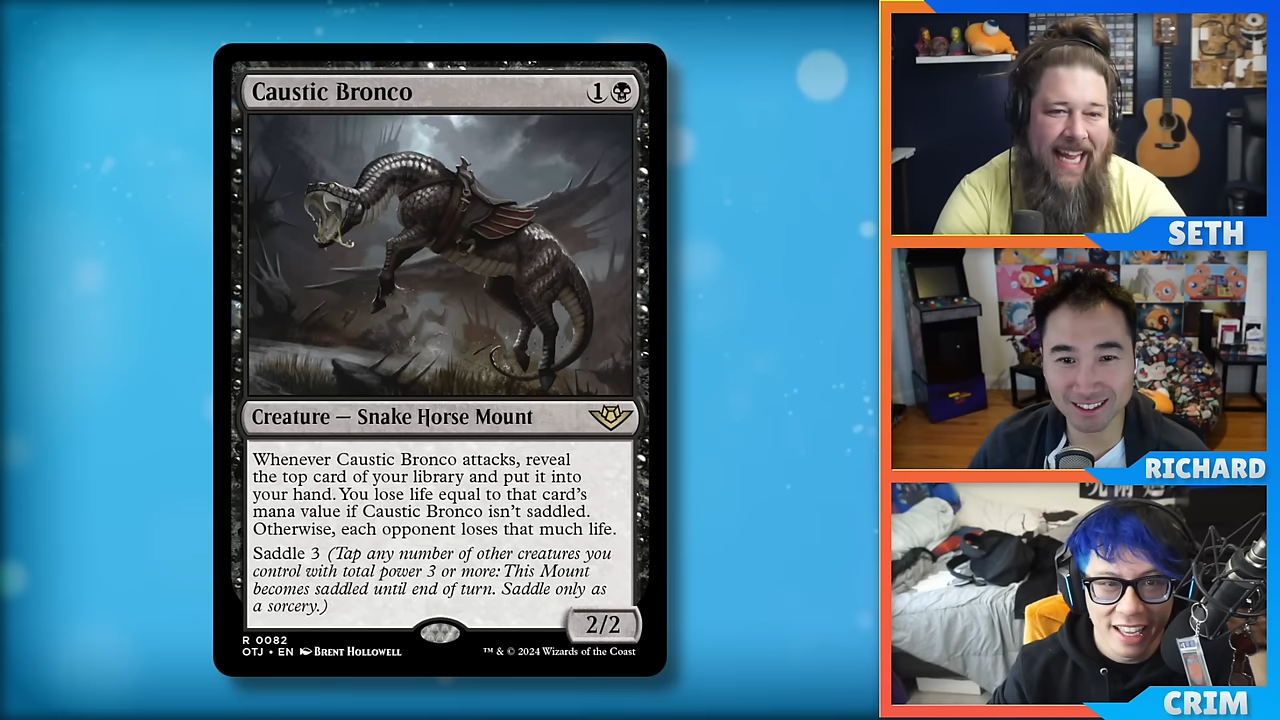 Caustic Bronco
1
Creature — Snake Horse Mount
Whenever Caustic Bronco attacks, reveal
the top card of your library and put it into
your hand. You lose life equal to that card's
mana value if Caustic Bronco isn't saddled.
Otherwise, each opponent loses that much life.
Saddle 3 (Tap any number of other creatures you
control with total power 3 or more: This Mount
becomes saddled until end of turn. Saddle only as
a sorcery.)
2/2
R 0082
OTJ • EN Brent Hollowell
™ & © 2024 Wizards of the Coast
SETH
RICHARD
CRIM